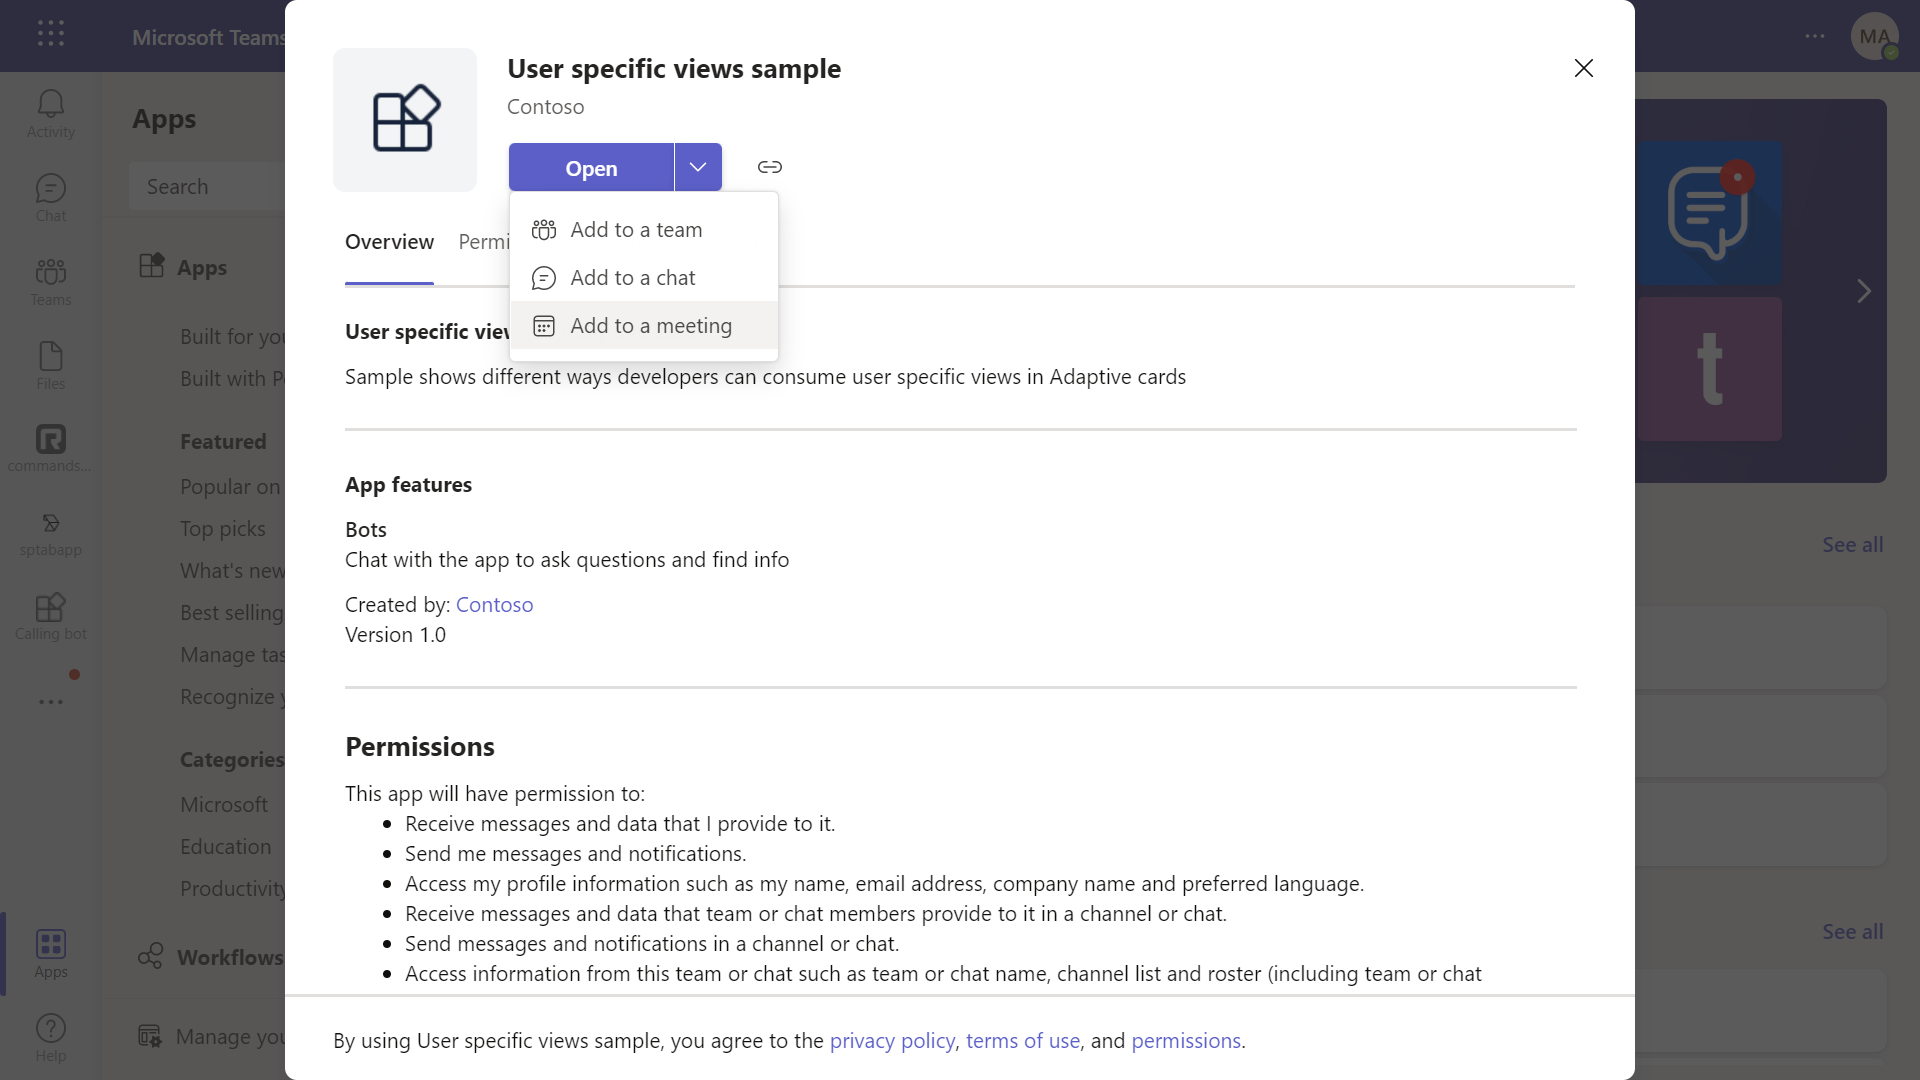 Microsoft Teams
MA
Activity
Chat
Teams
Files
commands...
sptabapp
Calling bot
Apps
Help
Apps
Search
Apps
Built for you
Built with P
Featured
Popular on
Top picks
What's new
Best selling
Manage tas
Recognize y
Categories
Microsoft
Education
Productivity
Workflows
Manage you
User specific views sample
Contoso
Open
Add to a team
Add to a chat
Add to a meeting
Overview
Permi
User specific view
Sample shows different ways developers can consume user specific views in Adaptive cards
App features
Bots
Chat with the app to ask questions and find info
Created by: Contoso
Version 1.0
Permissions
This app will have permission to:
Receive messages and data that I provide to it.
Send me messages and notifications.
Access my profile information such as my name, email address, company name and preferred language.
Receive messages and data that team or chat members provide to it in a channel or chat.
Send messages and notifications in a channel or chat.
Access information from this team or chat such as team or chat name, channel list and roster (including team or chat
By using User specific views sample, you agree to the privacy policy, terms of use, and permissions.
t
See all
See all